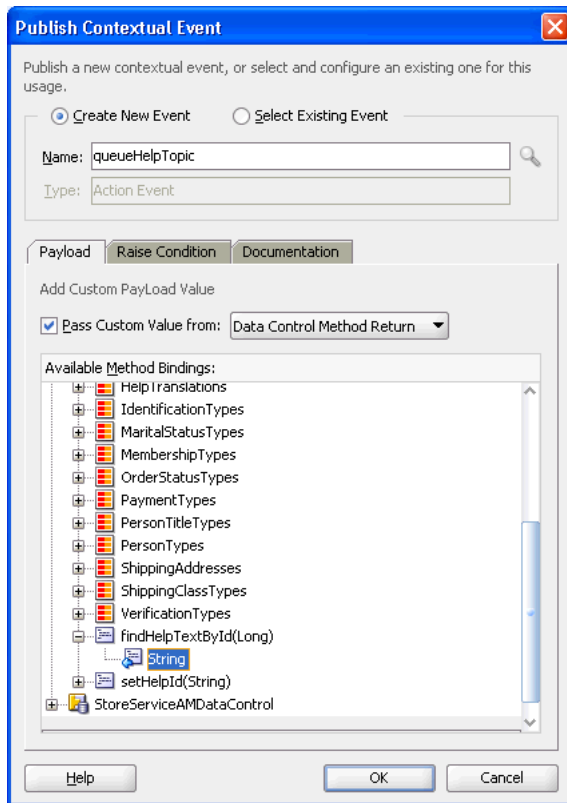 Publish Contextual Event
Publish a new contextual event, or select and configure an existing one for this
usage.
Create New Event
Select Existing Event
Name: queueHelpTopic
Type: Action Event
Payload
Raise Condition
Documentation
Add Custom PayLoad Value
Pass Custom Value from: Data Control Method Return
Available Method Bindings:
HelpTranslations
IdentificationTypes
MaritalStatusTypes
MembershipTypes
OrderStatusTypes
PaymentTypes
PersonTitleTypes
PersonTypes
ShippingAddresses
ShippingClassTypes
VerificationTypes
findHelpTextById(Long)
String
setHelpId(String)
StoreServiceAMDataControl
Help
OK
Cancel